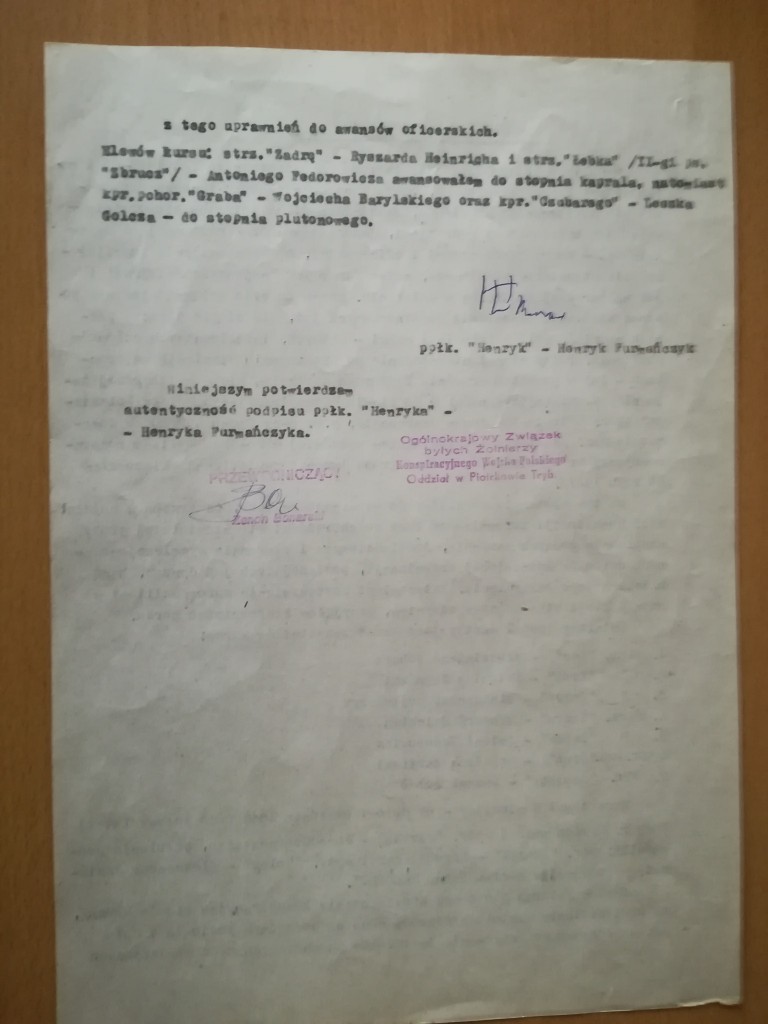 z tego uprawnień do awansów oficerskich.
Elewów kursu: strz."Zadrę" - Ryszarda Heinricha i strz."Łebka" /II-gi ps.
"Zbrucz"/ - Antoniego Fedorowicza awansowałem do stopnia kaprala, natomiast
kpr.pchor."Graba" - Wojciecha Barylskiego oraz kpr."Czubarego" - Leszka
Golcza - do stopnia plutonowego.
ppłk. "Henryk" - Henryk Furmańczyk
Niniejszym potwierdzam
autentyczność podpisu ppłk. "Henryka" -
- Henryka Furmańczyka.
Ogólnokrajowy Związek
byłych Żołnierzy
Konspiracyjnego Wojska Polskiego
Oddział w Piotrkowie Tryb.
PRZEWODNICZĄCY
Zenon